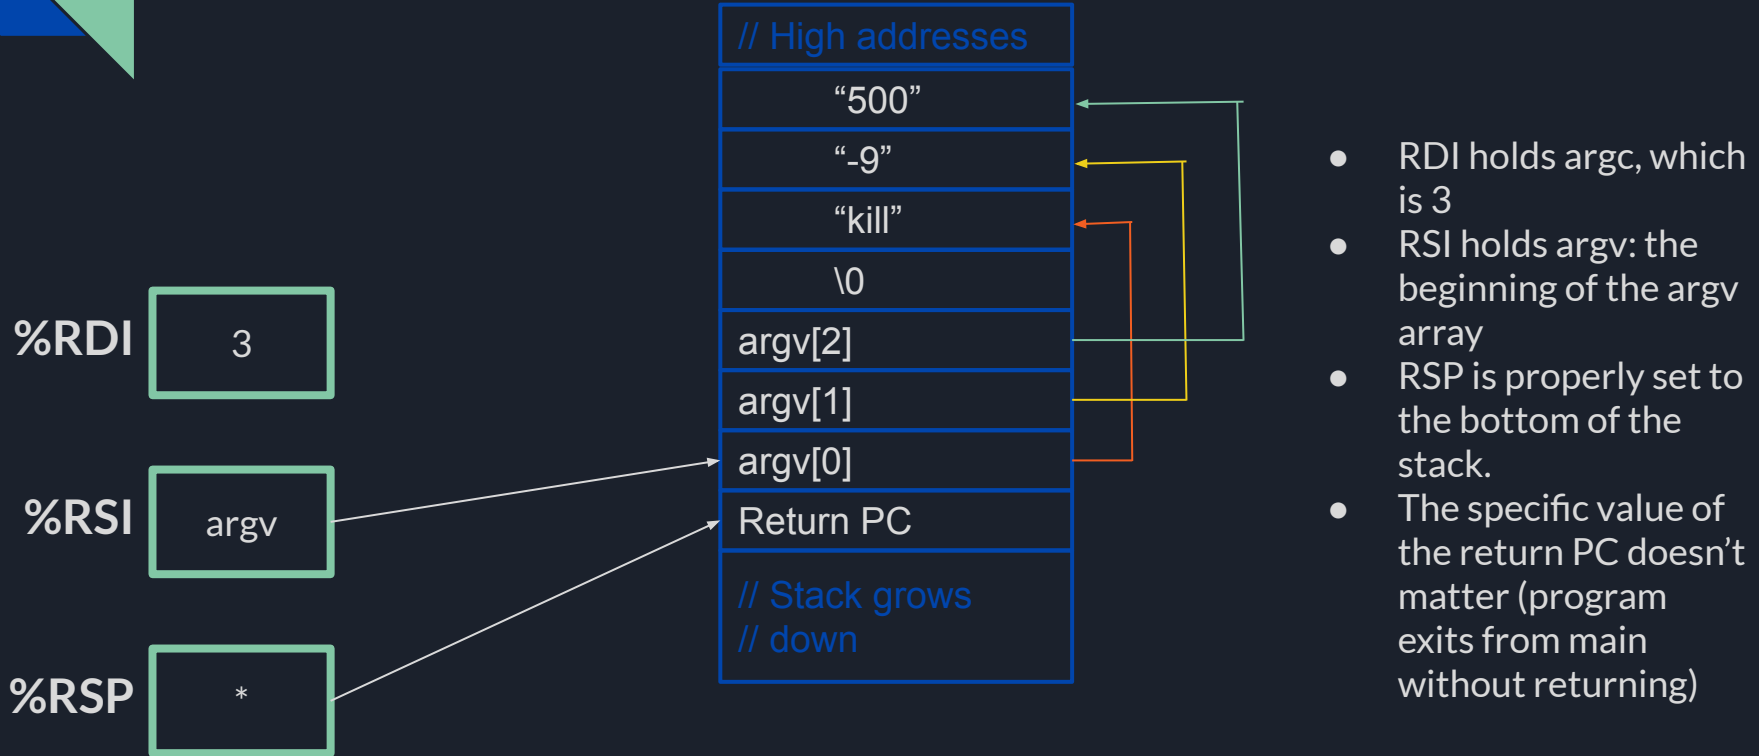 // High addresses
“500”
“-9”
“kill”
\0
argv[2]
argv[1]
argv[0]
Return PC
// Stack grows
// down
%RDI
3
%RSI
argv
%RSP
*
● RDI holds argc, which
is 3
● RSI holds argv: the
beginning of the argv
array
● RSP is properly set to
the bottom of the
stack.
● The specific value of
the return PC doesn’t
matter (program
exits from main
without returning)